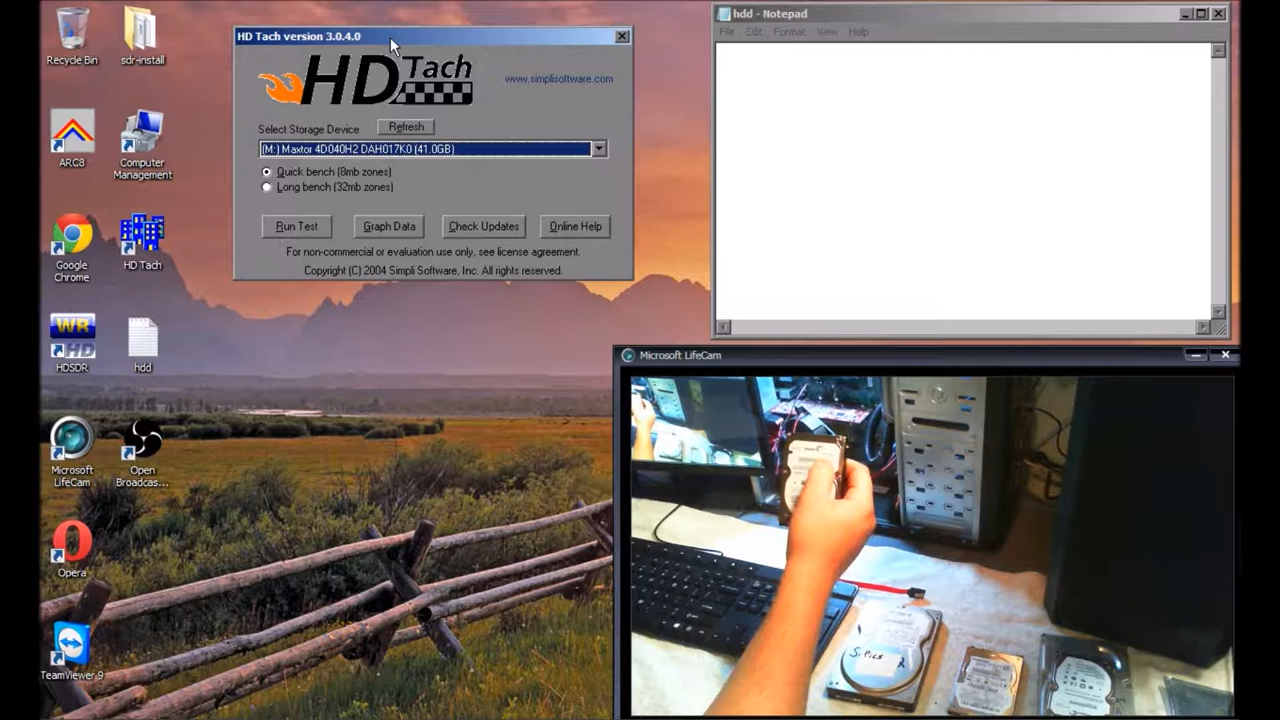 Recycle Bin
sdr-install
ARC8
Computer
Management
Google
Chrome
HD Tach
WR
HD
HDSDR
hdd
Microsoft
LifeCam
Open
Broadcas...
Opera
TeamViewer 9
HD Tach version 3.0.4.0
HD Tach
www.simplisoftware.com
Select Storage Device
Refresh
(M:) Maxtor 4D040H2 DAH017K0 (41.0GB)
Quick bench (8mb zones)
Long bench (32mb zones)
Run Test
Graph Data
Check Updates
Online Help
For non-commercial or evaluation use only, see license agreement.
Copyright (C) 2004 Simpli Software, Inc. All rights reserved.
hdd - Notepad
File Edit Format View Help
Microsoft LifeCam